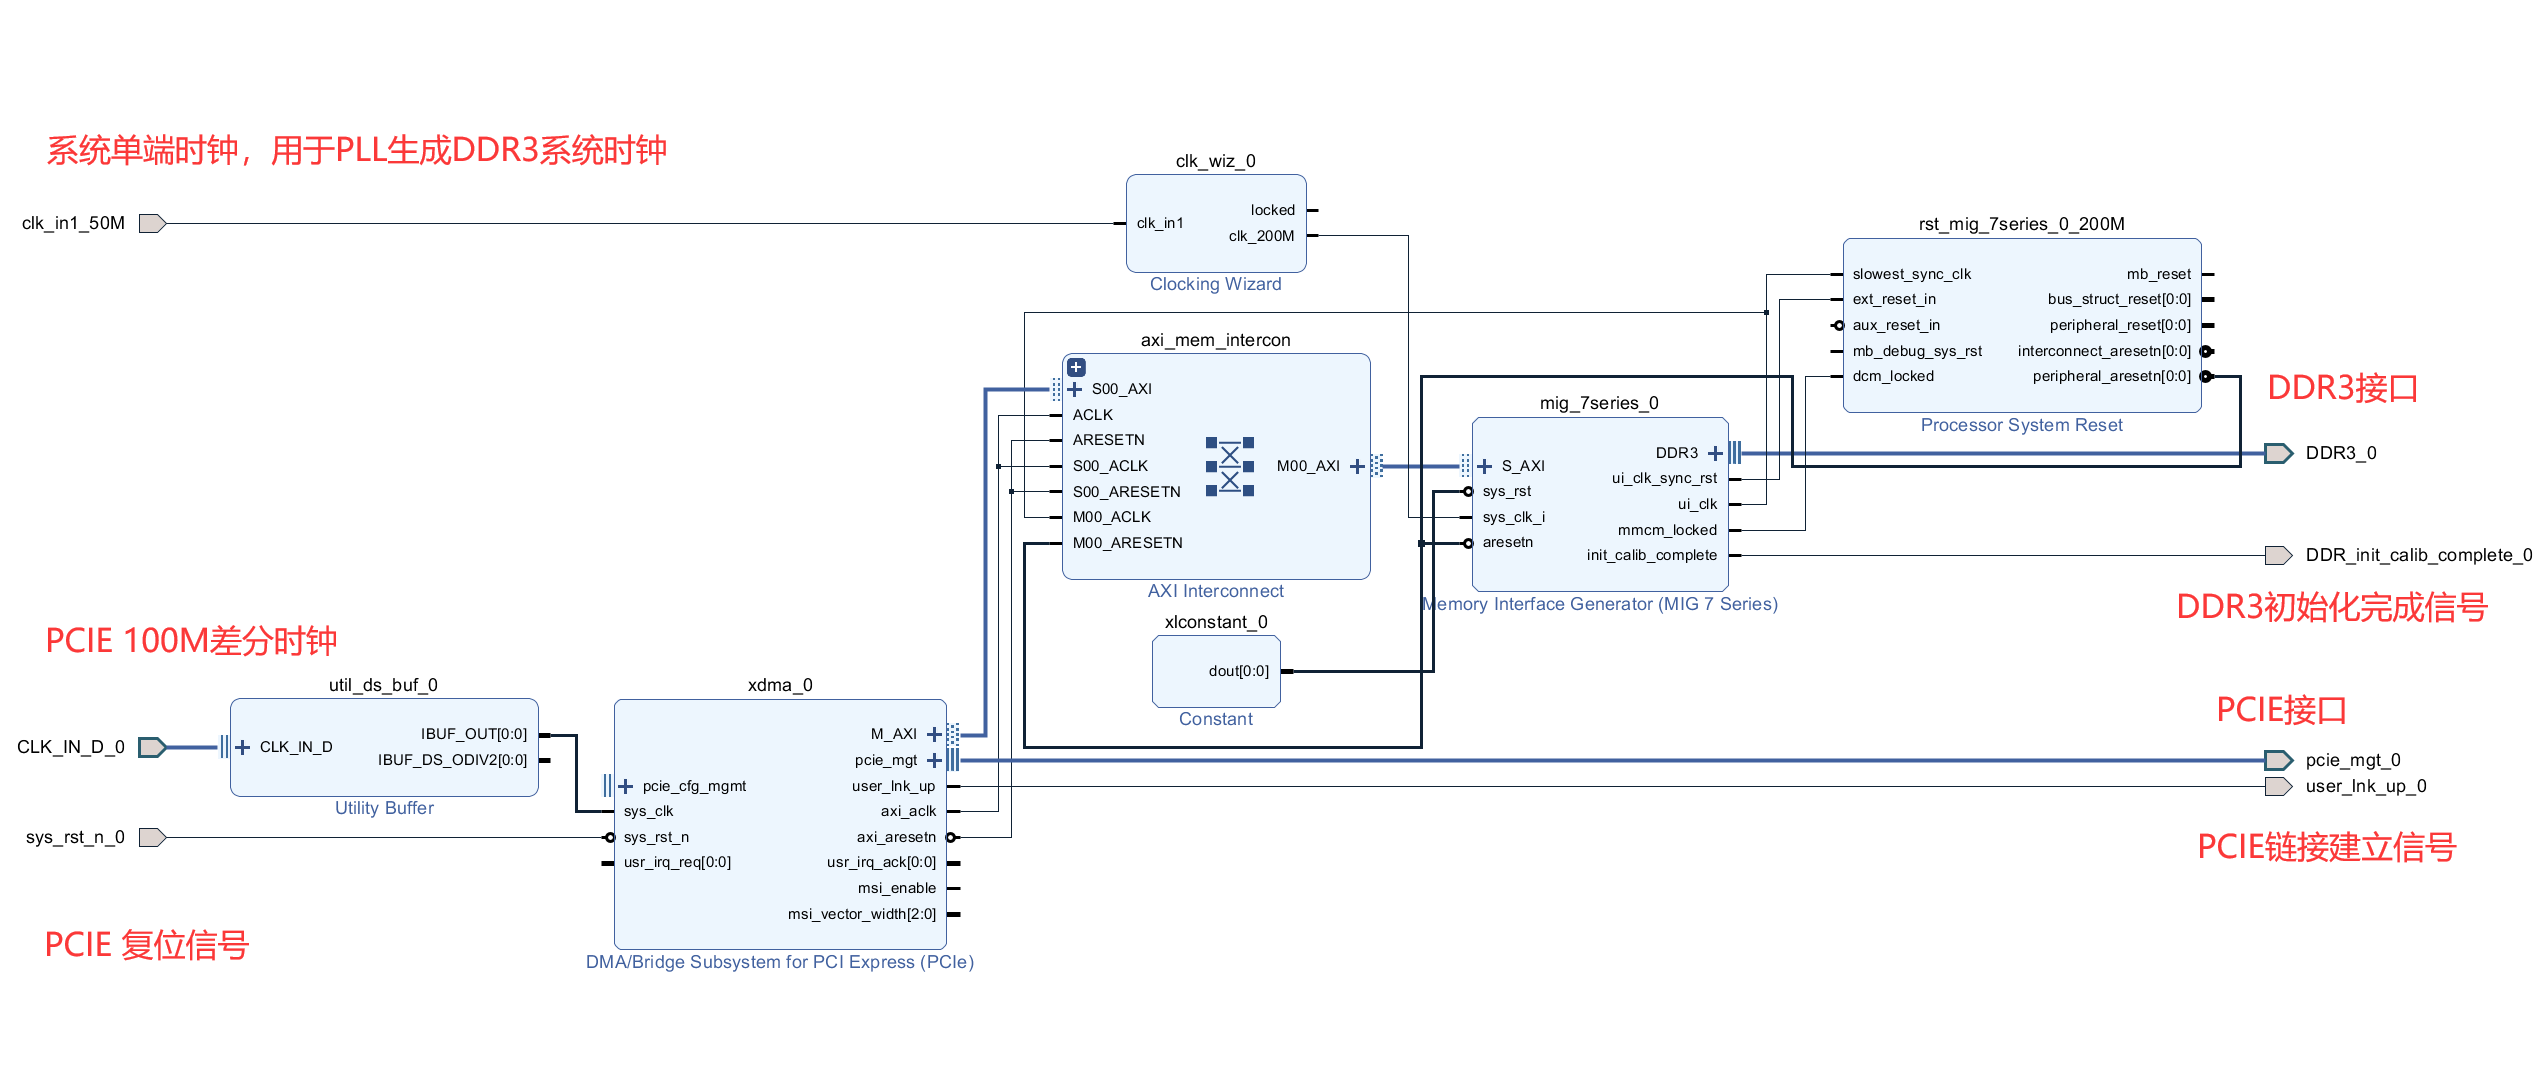 系统单端时钟，用于PLL生成DDR3系统时钟
clk_in1_50M
clk_wiz_0
clk_in1
locked
clk_200M
Clocking Wizard
rst_mig_7series_0_200M
slowest_sync_clk
ext_reset_in
aux_reset_in
mb_debug_sys_rst
dcm_locked
mb_reset
bus_struct_reset[0:0]
peripheral_reset[0:0]
interconnect_aresetn[0:0]
peripheral_aresetn[0:0]
Processor System Reset
axi_mem_intercon
S00_AXI
ACLK
ARESETN
S00_ACLK
S00_ARESETN
M00_ACLK
M00_ARESETN
M00_AXI
AXI Interconnect
mig_7series_0
S_AXI
sys_rst
sys_clk_i
aresetn
DDR3
ui_clk_sync_rst
ui_clk
mmcm_locked
init_calib_complete
Memory Interface Generator (MIG 7 Series)
DDR3接口
DDR3_0
DDR_init_calib_complete_0
DDR3初始化完成信号
xlconstant_0
dout[0:0]
Constant
PCIE 100M差分时钟
util_ds_buf_0
CLK_IN_D_0
CLK_IN_D
IBUF_OUT[0:0]
IBUF_DS_ODIV2[0:0]
Utility Buffer
sys_rst_n_0
PCIE 复位信号
xdma_0
pcie_cfg_mgmt
sys_clk
sys_rst_n
usr_irq_req[0:0]
M_AXI
pcie_mgt
user_lnk_up
axi_aclk
axi_aresetn
usr_irq_ack[0:0]
msi_enable
msi_vector_width[2:0]
DMA/Bridge Subsystem for PCI Express (PCIe)
PCIE接口
pcie_mgt_0
user_lnk_up_0
PCIE链接建立信号